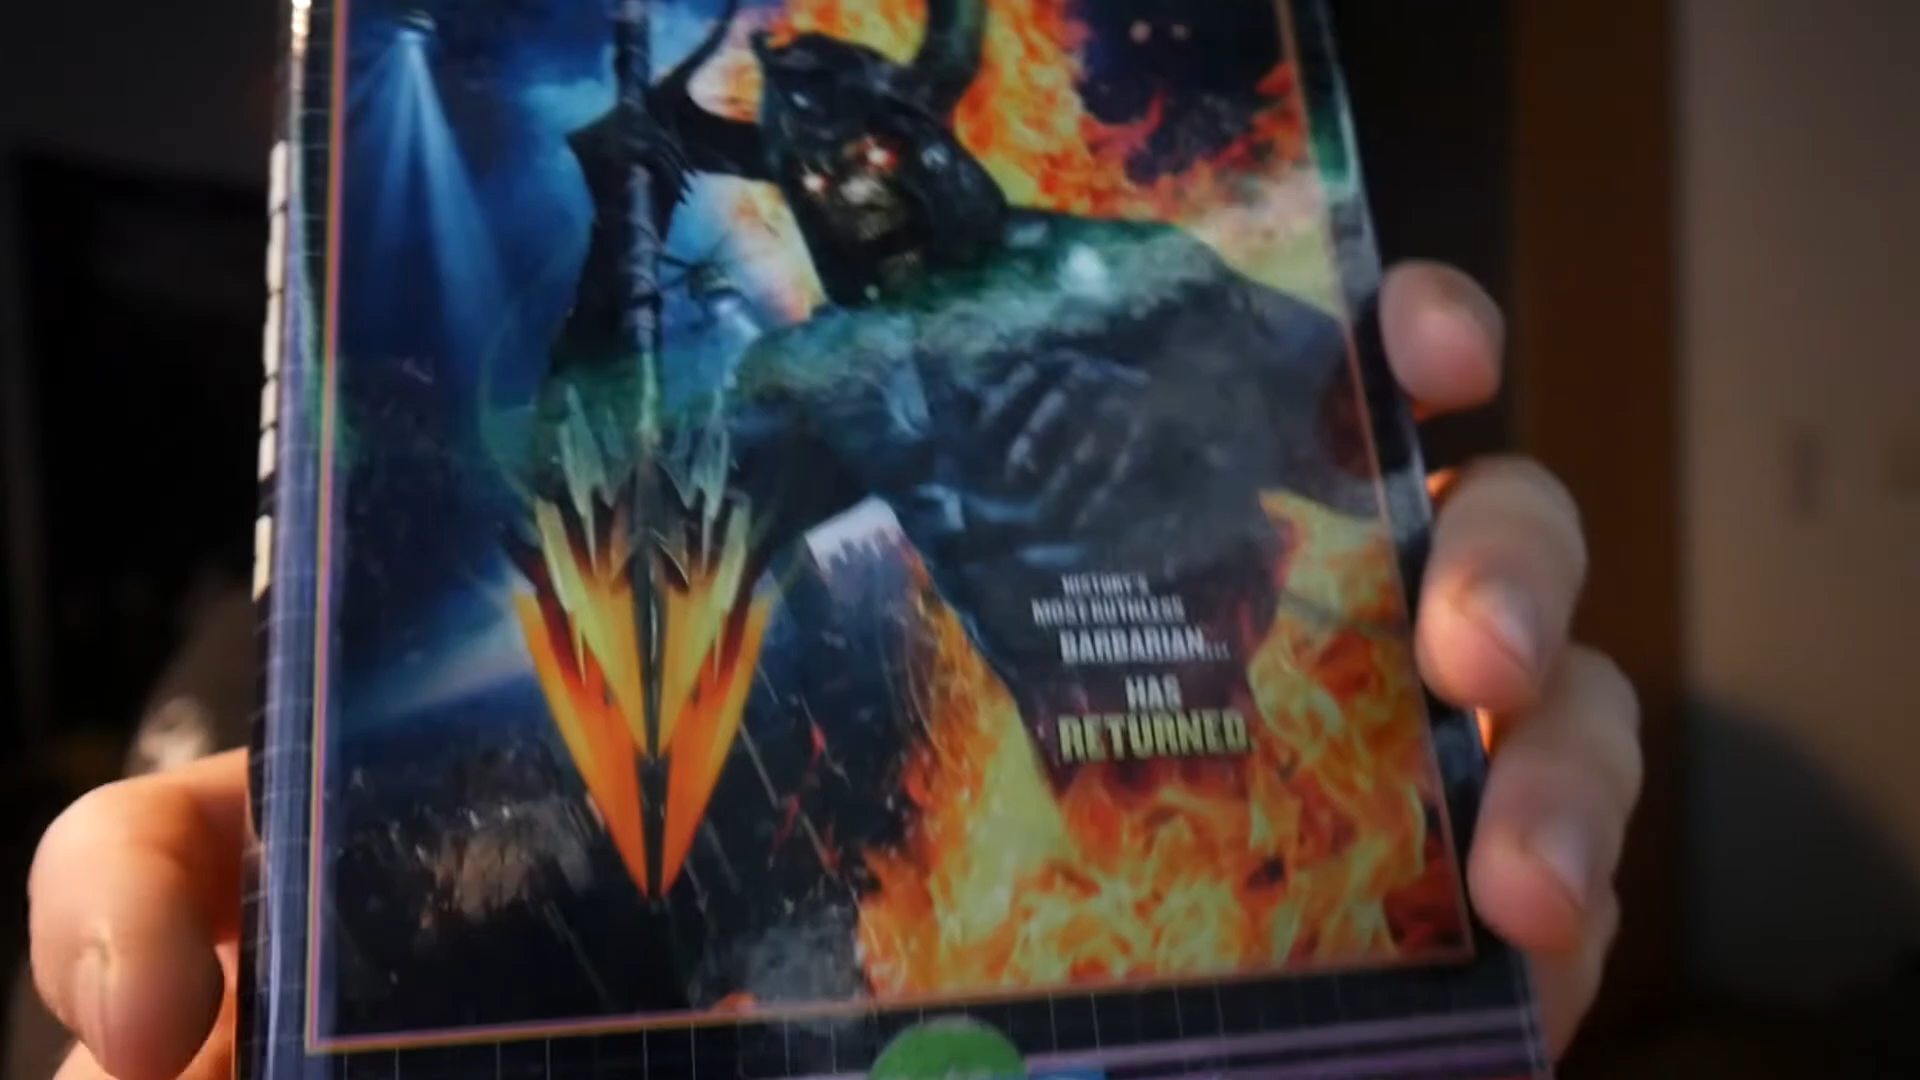 HISTORY'S
MOST RUTHLESS
BARBARIAN...
HAS
RETURNED.